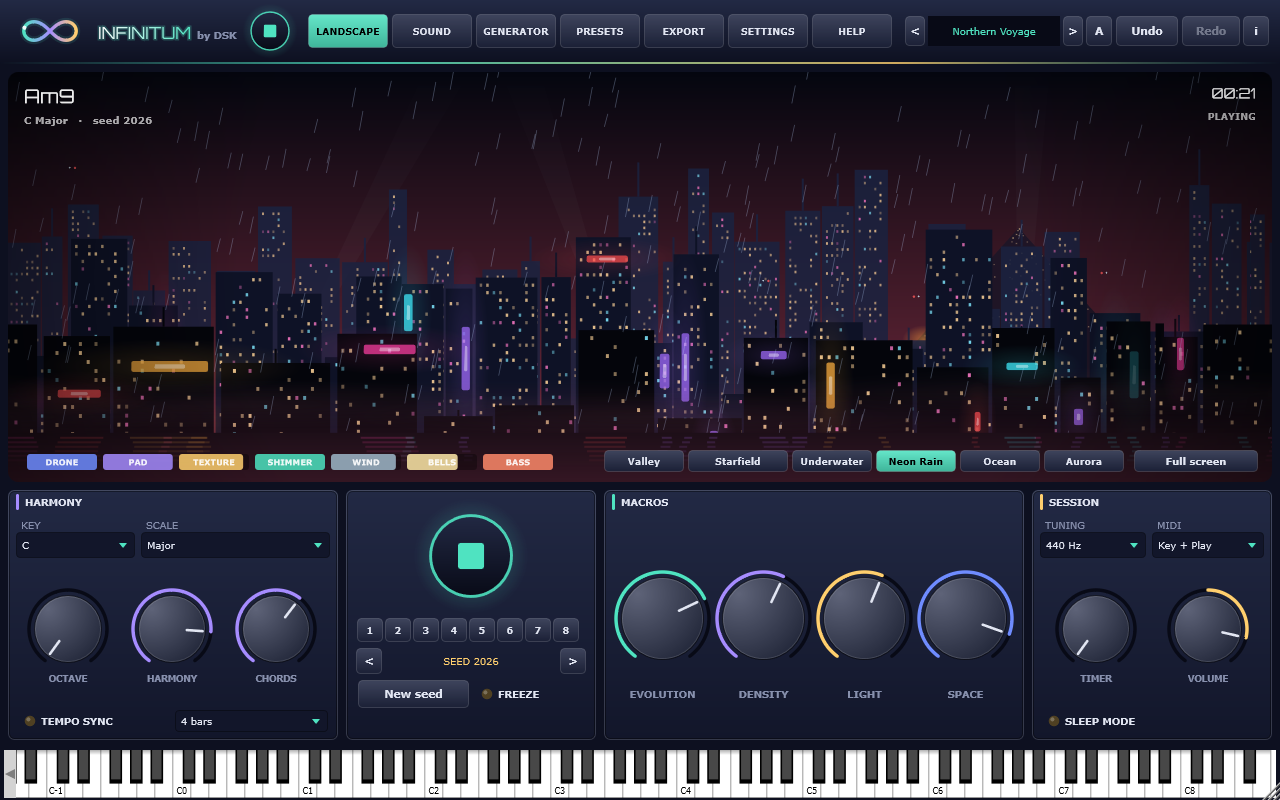 INFINITUM by DSK
LANDSCAPE
SOUND
GENERATOR
PRESETS
EXPORT
SETTINGS
HELP
<
Northern Voyage
>
A
Undo
Redo
i
Am9
00:21
C Major · seed 2026
PLAYING
DRONE
PAD
TEXTURE
SHIMMER
WIND
BELLS
BASS
Valley
Starfield
Underwater
Neon Rain
Ocean
Aurora
Full screen
HARMONY
KEY
SCALE
C
Major
OCTAVE
HARMONY
CHORDS
TEMPO SYNC
4 bars
1 2 3 4 5 6 7 8
<
SEED 2026
>
New seed
FREEZE
MACROS
EVOLUTION
DENSITY
LIGHT
SPACE
SESSION
TUNING
MIDI
440 Hz
Key + Play
TIMER
VOLUME
SLEEP MODE
C-1 C0 C1 C2 C3 C4 C5 C6 C7 C8